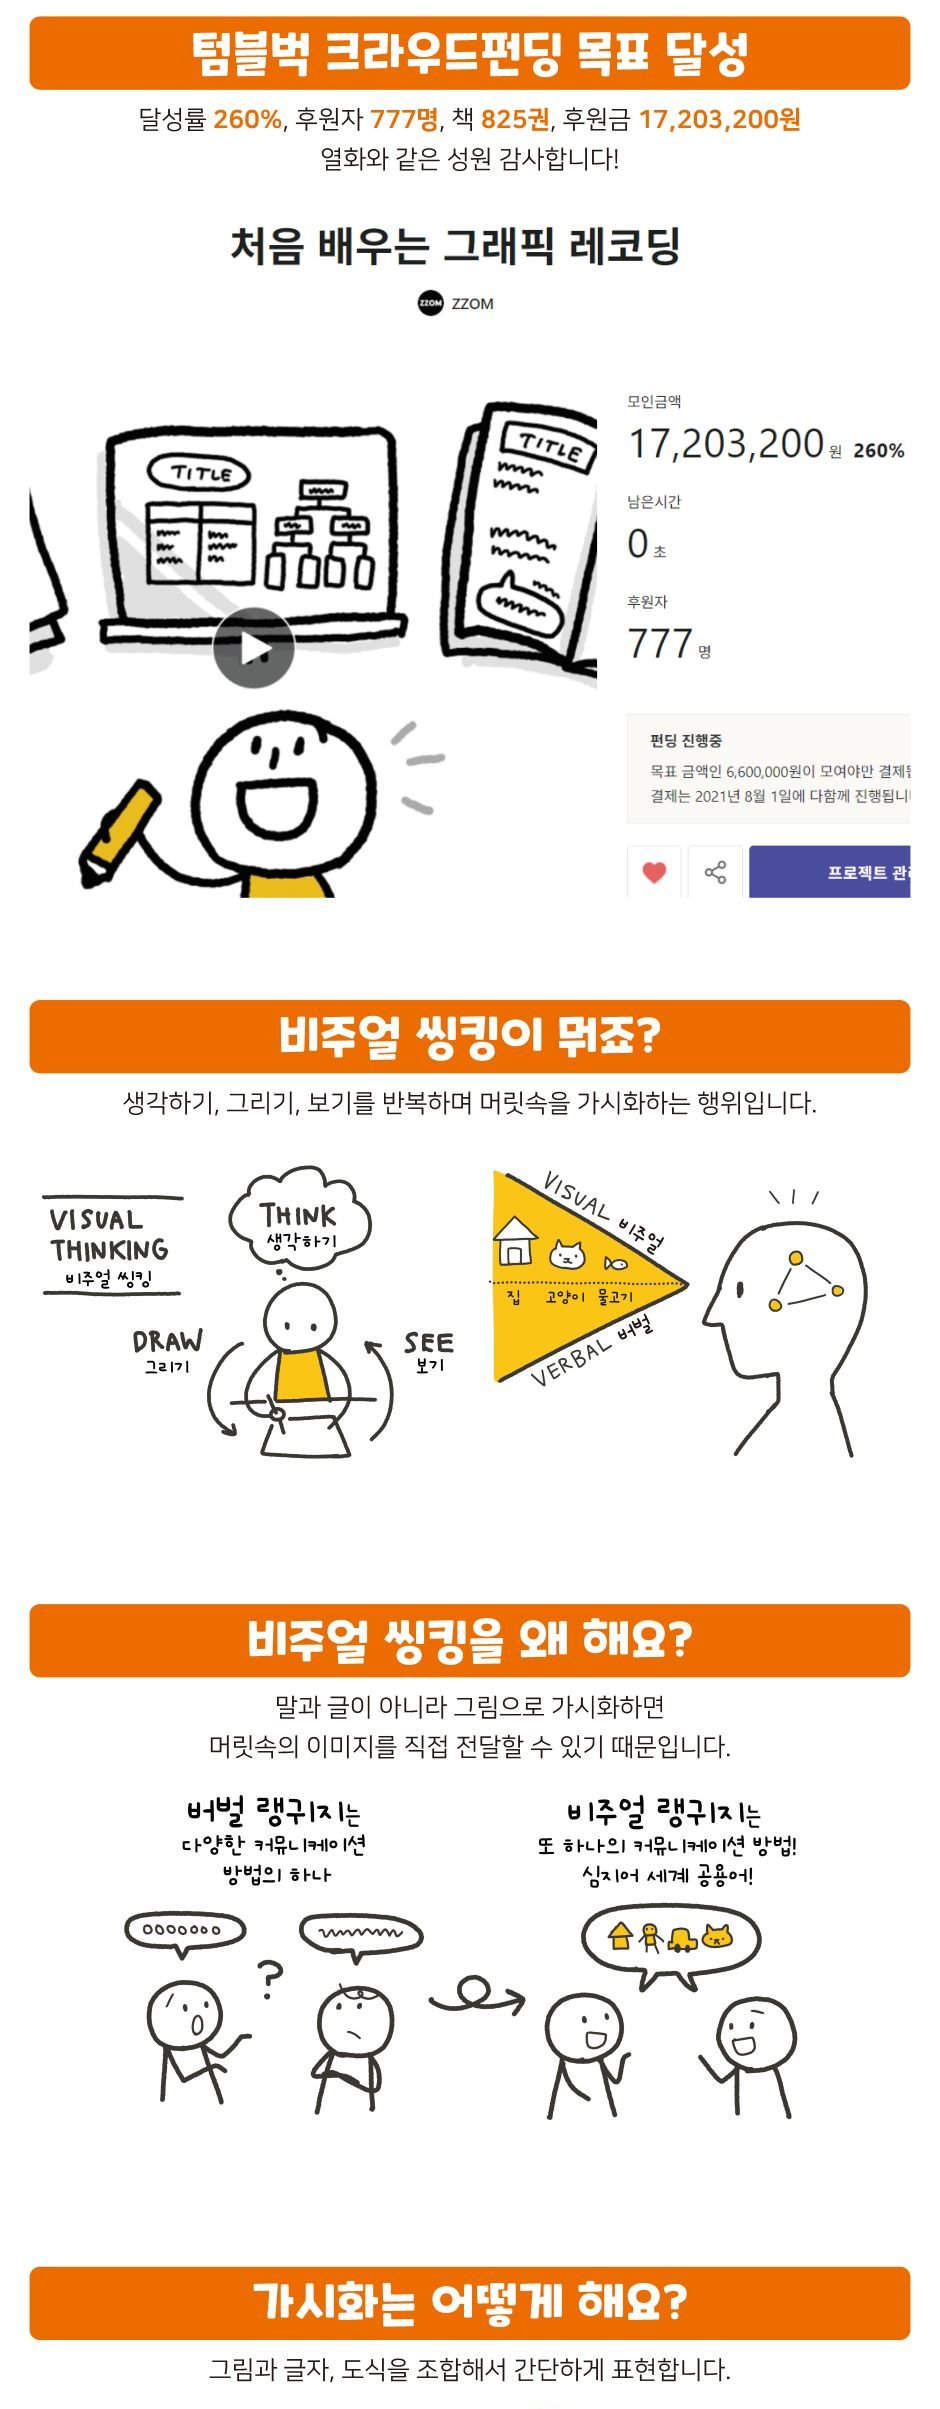 텀블벅 크라우드펀딩 목표 달성
달성률 260%, 후원자 777명, 책 825권, 후원금 17,203,200원
열화와 같은 성원 감사합니다!
처음 배우는 그래픽 레코딩
ZZOM ZZOM
TITLE
TITLE
모인금액
17,203,200 원 260%
남은시간
0 초
후원자
777 명
펀딩 진행중
목표 금액인 6,600,000원이 모여야만
결제는 2021년 8월 1일에 다함께
프로젝트
비주얼 씽킹이 뭐죠?
생각하기, 그리기, 보기를 반복하며 머릿속을 가시화하는 행위입니다.
VISUAL
THINKING
비주얼 씽킹
THINK
생각하기
DRAW
그리기
SEE
보기
VISUAL 비주얼
집 고양이 물고기
VERBAL 버벌
비주얼 씽킹을 왜 해요?
말과 글이 아니라 그림으로 가시화하면
머릿속의 이미지를 직접 전달할 수 있기 때문입니다.
버벌 랭귀지는
다양한 커뮤니케이션
방법의 하나
비주얼 랭귀지는
또 하나의 커뮤니케이션 방법!
심지어 세계 공용어!
?
가시화는 어떻게 해요?
그림과 글자, 도식을 조합해서 간단하게 표현합니다.